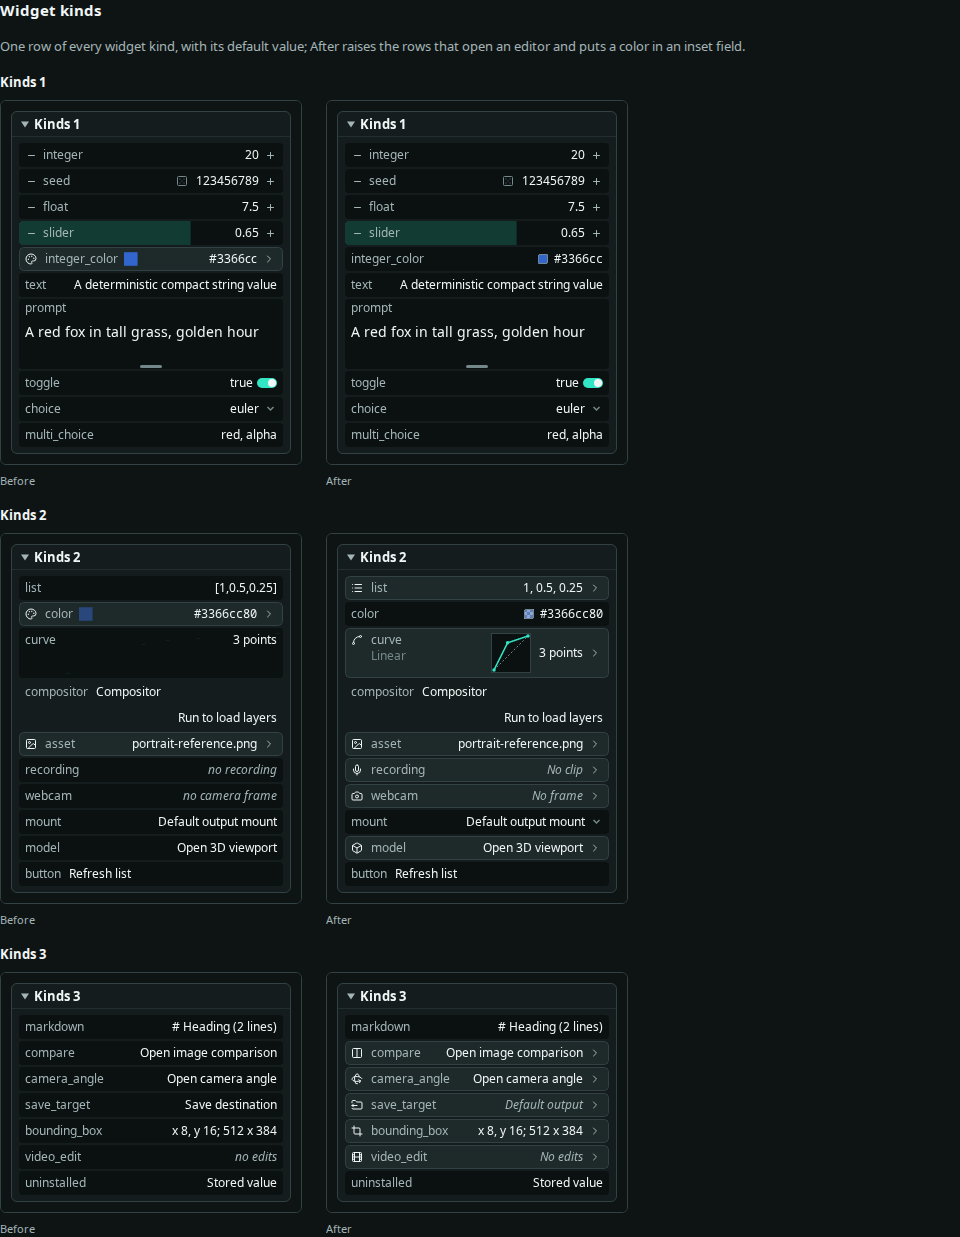 Widget kinds
One row of every widget kind, with its default value; After raises the rows that open an editor and puts a color in an inset field.
Kinds 1
Kinds 1
− integer 20 +
− seed 123456789 +
− float 7.5 +
− slider 0.65 +
integer_color #3366cc
text A deterministic compact string value
prompt
A red fox in tall grass, golden hour
toggle true
choice euler
multi_choice red, alpha
Before
Kinds 1
− integer 20 +
− seed 123456789 +
− float 7.5 +
− slider 0.65 +
integer_color #3366cc
text A deterministic compact string value
prompt
A red fox in tall grass, golden hour
toggle true
choice euler
multi_choice red, alpha
After
Kinds 2
Kinds 2
list [1,0.5,0.25]
color #3366cc80
curve 3 points
compositor Compositor
Run to load layers
asset portrait-reference.png
recording no recording
webcam no camera frame
mount Default output mount
model Open 3D viewport
button Refresh list
Before
Kinds 2
list 1, 0.5, 0.25
color #3366cc80
curve 3 points
Linear
compositor Compositor
Run to load layers
asset portrait-reference.png
recording No clip
webcam No frame
mount Default output mount
model Open 3D viewport
button Refresh list
After
Kinds 3
Kinds 3
markdown # Heading (2 lines)
compare Open image comparison
camera_angle Open camera angle
save_target Save destination
bounding_box x 8, y 16; 512 x 384
video_edit no edits
uninstalled Stored value
Before
Kinds 3
markdown # Heading (2 lines)
compare Open image comparison
camera_angle Open camera angle
save_target Default output
bounding_box x 8, y 16; 512 x 384
video_edit No edits
uninstalled Stored value
After